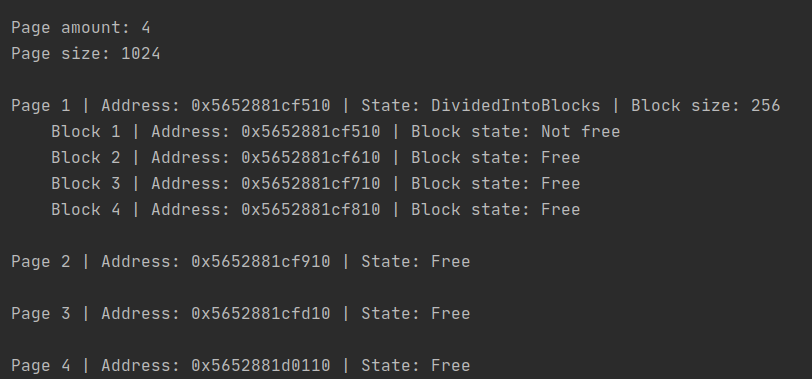 Page amount: 4
Page size: 1024
Page 1 | Address: 0x5652881cf510 | State: DividedIntoBlocks | Block size: 256
Block 1 | Address: 0x5652881cf510 | Block state: Not free
Block 2 | Address: 0x5652881cf610 | Block state: Free
Block 3 | Address: 0x5652881cf710 | Block state: Free
Block 4 | Address: 0x5652881cf810 | Block state: Free
Page 2 | Address: 0x5652881cf910 | State: Free
Page 3 | Address: 0x5652881cfd10 | State: Free
Page 4 | Address: 0x5652881d0110 | State: Free